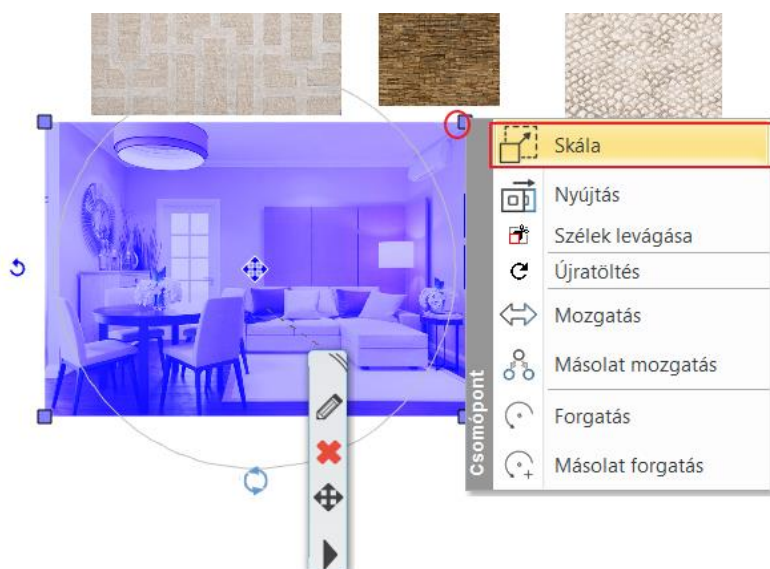 Csomópont
Skála
Nyújtás
Szélek levágása
Újratöltés
Mozgatás
Másolat mozgatás
Forgatás
Másolat forgatás